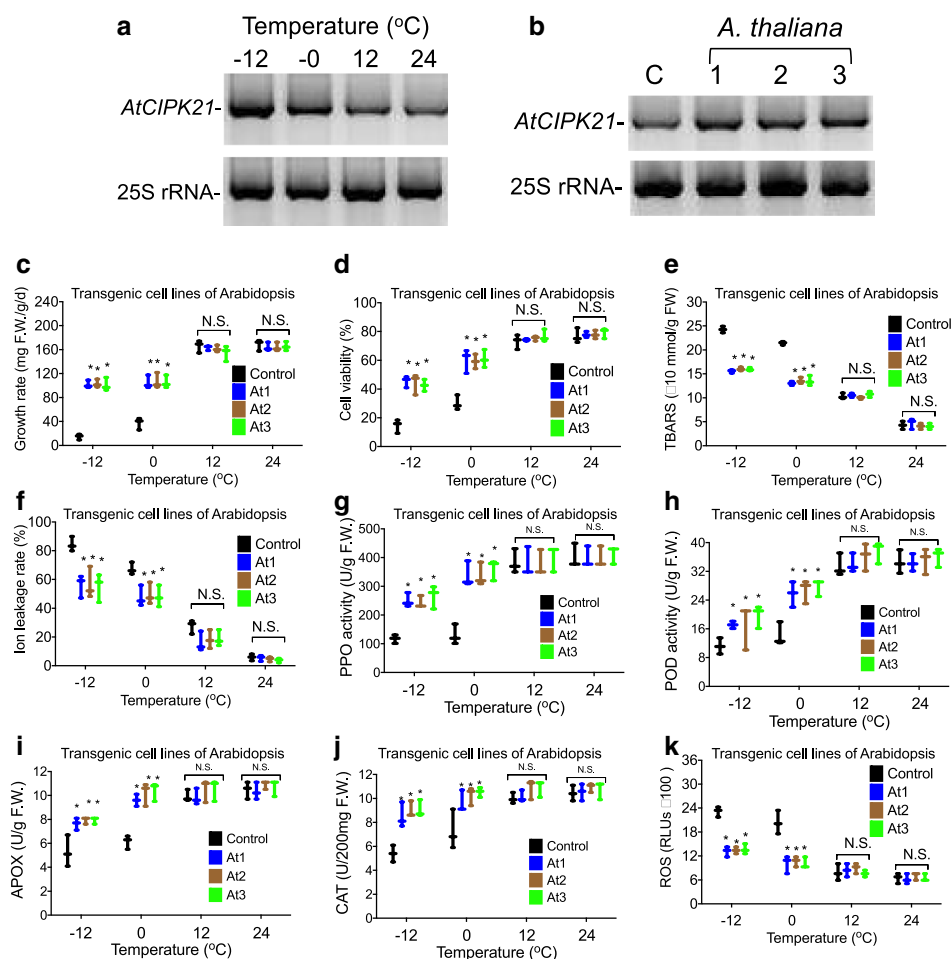 a
Temperature (oC)
-12 -0 12 24
AtCIPK21-
25S rRNA-
b
A. thaliana
C 1 2 3
AtCIPK21-
25S rRNA-
c
Transgenic cell lines of Arabidopsis
Growth rate (mg F.W./g/d)
240
200
160
120
80
40
0
* * *
* * *
N.S.
N.S.
Control
At1
At2
At3
-12 0 12 24
Temperature (oC)
d
Transgenic cell lines of Arabidopsis
Cell viability (%)
100
80
60
40
20
0
* * *
* * *
N.S.
N.S.
Control
At1
At2
At3
-12 0 12 24
Temperature (oC)
e
Transgenic cell lines of Arabidopsis
TBARS (□10 mmol/g FW)
30
25
20
15
10
5
0
* * *
* * *
N.S.
N.S.
Control
At1
At2
At3
-12 0 12 24
Temperature (oC)
f
Transgenic cell lines of Arabidopsis
Ion leakage rate (%)
100
80
60
40
20
0
* * *
* * *
N.S.
N.S.
Control
At1
At2
At3
-12 0 12 24
Temperature (oC)
g
Transgenic cell lines of Arabidopsis
PPO activity (U/g F.W.)
500
400
300
200
100
0
* * *
* * *
N.S.
N.S.
Control
At1
At2
At3
-12 0 12 24
Temperature (oC)
h
Transgenic cell lines of Arabidopsis
POD activity (U/g F.W.)
40
32
24
16
8
0
* * *
* * *
N.S.
N.S.
Control
At1
At2
At3
-12 0 12 24
Temperature (oC)
i
Transgenic cell lines of Arabidopsis
APOX (U/g F.W.)
12
10
8
6
4
2
0
* * *
* * *
N.S.
N.S.
Control
At1
At2
At3
-12 0 12 24
Temperature (oC)
j
Transgenic cell lines of Arabidopsis
CAT (U/200mg F.W.)
12
10
8
6
4
2
0
* * *
* * *
N.S.
N.S.
Control
At1
At2
At3
-12 0 12 24
Temperature (oC)
k
Transgenic cell lines of Arabidopsis
ROS (RLUs □100)
36
30
24
18
12
6
0
* * *
* * *
N.S.
N.S.
Control
At1
At2
At3
-12 0 12 24
Temperature (oC)